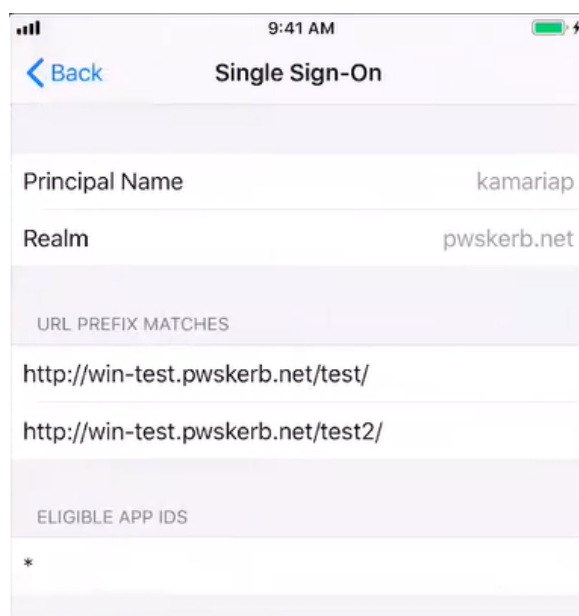 9:41 AM
Back
Single Sign-On
Principal Name kamariap
Realm pwskerb.net
URL PREFIX MATCHES
http://win-test.pwskerb.net/test/
http://win-test.pwskerb.net/test2/
ELIGIBLE APP IDS
*